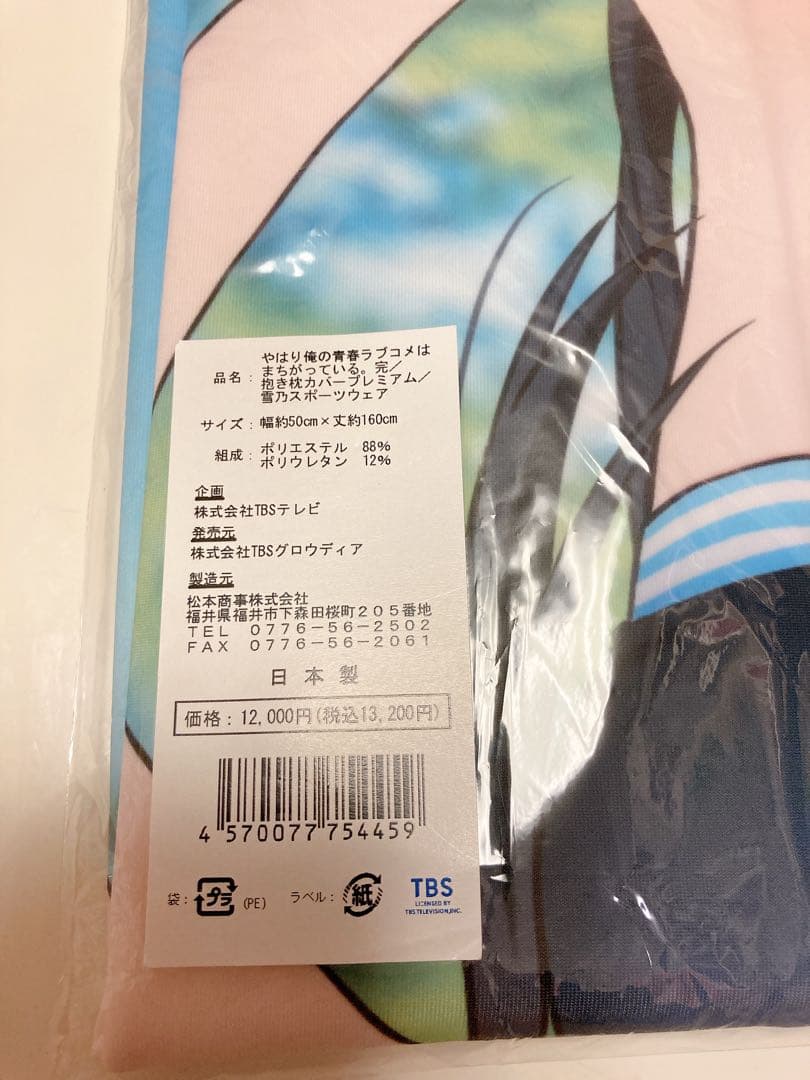 品名： やはり俺の青春ラブコメは
まちがっている。完／
抱き枕カバープレミアム／
雪乃スポーツウェア
サイズ：幅約50cm×丈約160cm
組成：ポリエステル 88%
ポリウレタン 12%
企画
株式会社TBSテレビ
発売元
株式会社TBSグロウディア
製造元
松本商事株式会社
福井県福井市下森田桜町２０５番地
ＴＥＬ ０７７６－５６－２５０２
ＦＡＸ ０７７６－５６－２０６１
日本製
価格：12,000円(税込13,200円)
4 570077 754459
袋： プラ (PE) ラベル： 紙 TBS
LICENSED BY
TBS TELEVISION,INC.